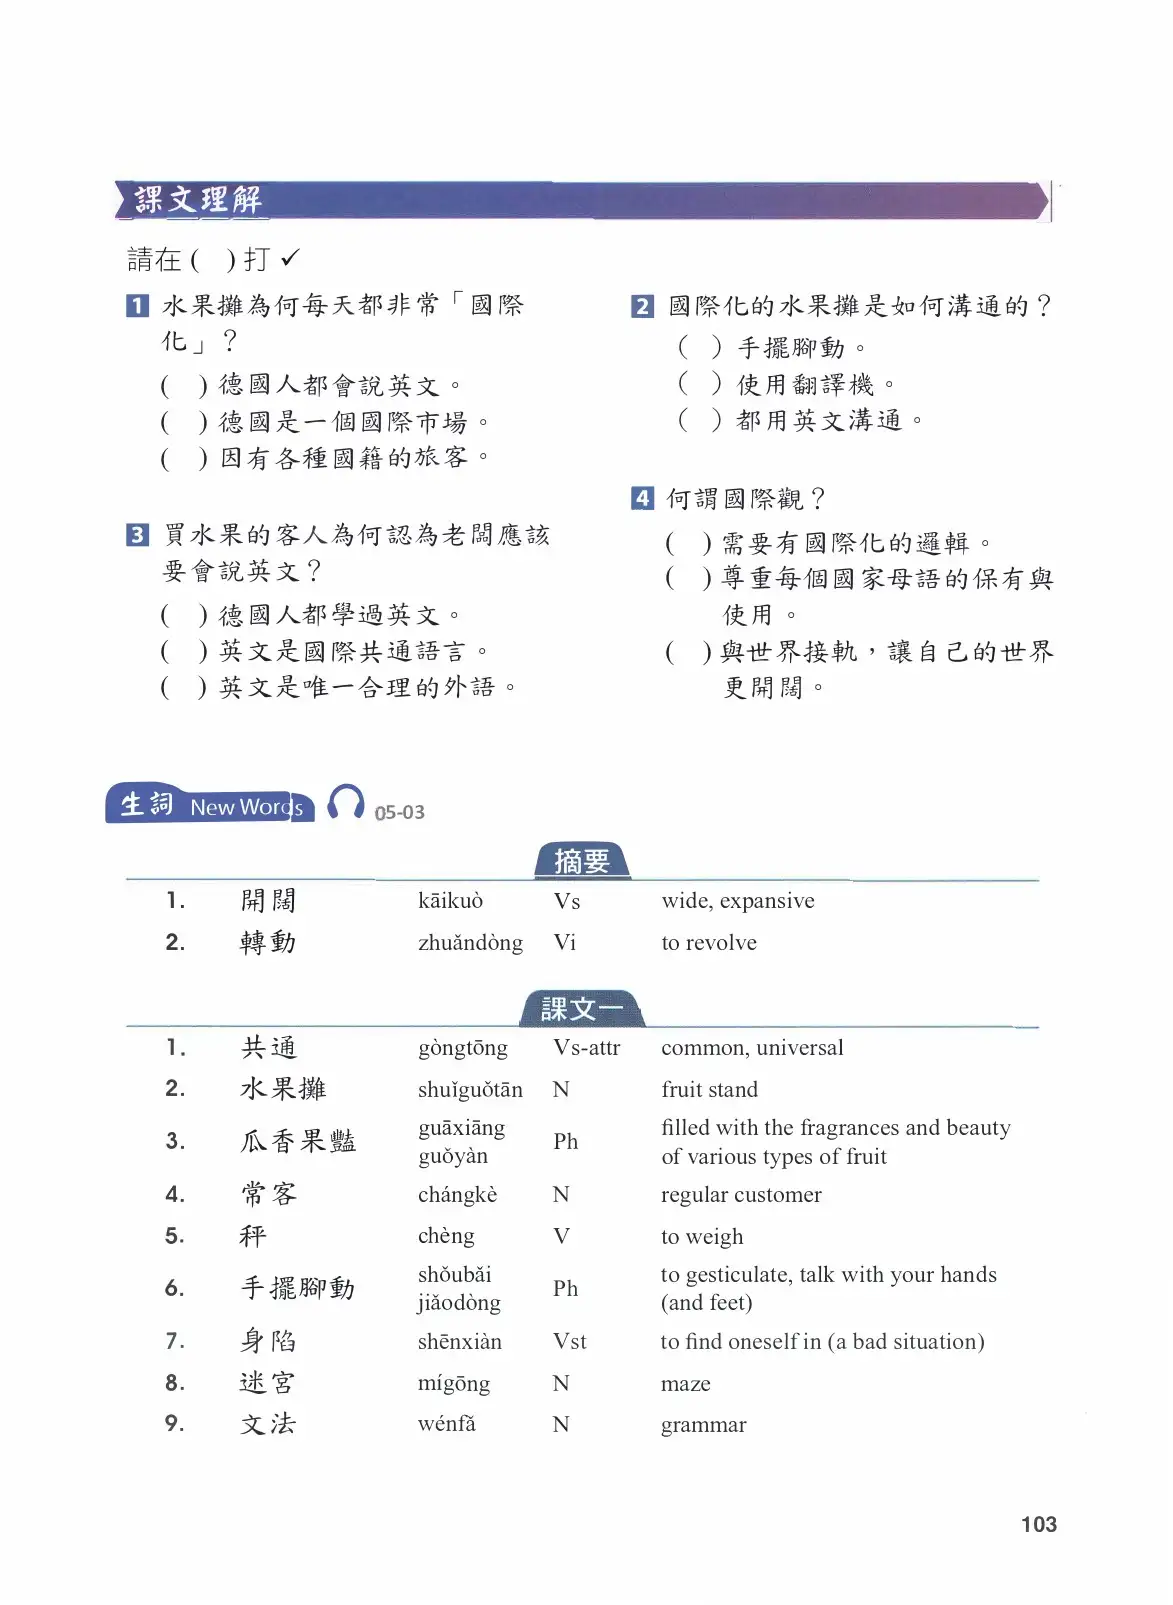 課文理解
請在(　)打✓
1 水果攤為何每天都非常「國際
化」？
(　)德國人都會說英文。
(　)德國是一個國際市場。
(　)因有各種國籍的旅客。
3 買水果的客人為何認為老闆應該
要會說英文？
(　)德國人都學過英文。
(　)英文是國際共通語言。
(　)英文是唯一合理的外語。
2 國際化的水果攤是如何溝通的？
(　)手擺腳動。
(　)使用翻譯機。
(　)都用英文溝通。
4 何謂國際觀？
(　)需要有國際化的邏輯。
(　)尊重每個國家母語的保有與
使用。
(　)與世界接軌，讓自己的世界
更開闊。
生詞 New Words 05-03
摘要
1. 開闊 kāikuò Vs wide, expansive
2. 轉動 zhuǎndòng Vi to revolve
課文一
1. 共通 gòngtōng Vs-attr common, universal
2. 水果攤 shuǐguǒtān N fruit stand
3. 瓜香果豔 guāxiāng guǒyàn Ph filled with the fragrances and beauty
of various types of fruit
4. 常客 chángkè N regular customer
5. 秤 chèng V to weigh
6. 手擺腳動 shǒubǎi jiǎodòng Ph to gesticulate, talk with your hands
(and feet)
7. 身陷 shēnxiàn Vst to find oneself in (a bad situation)
8. 迷宮 mígōng N maze
9. 文法 wénfǎ N grammar
103